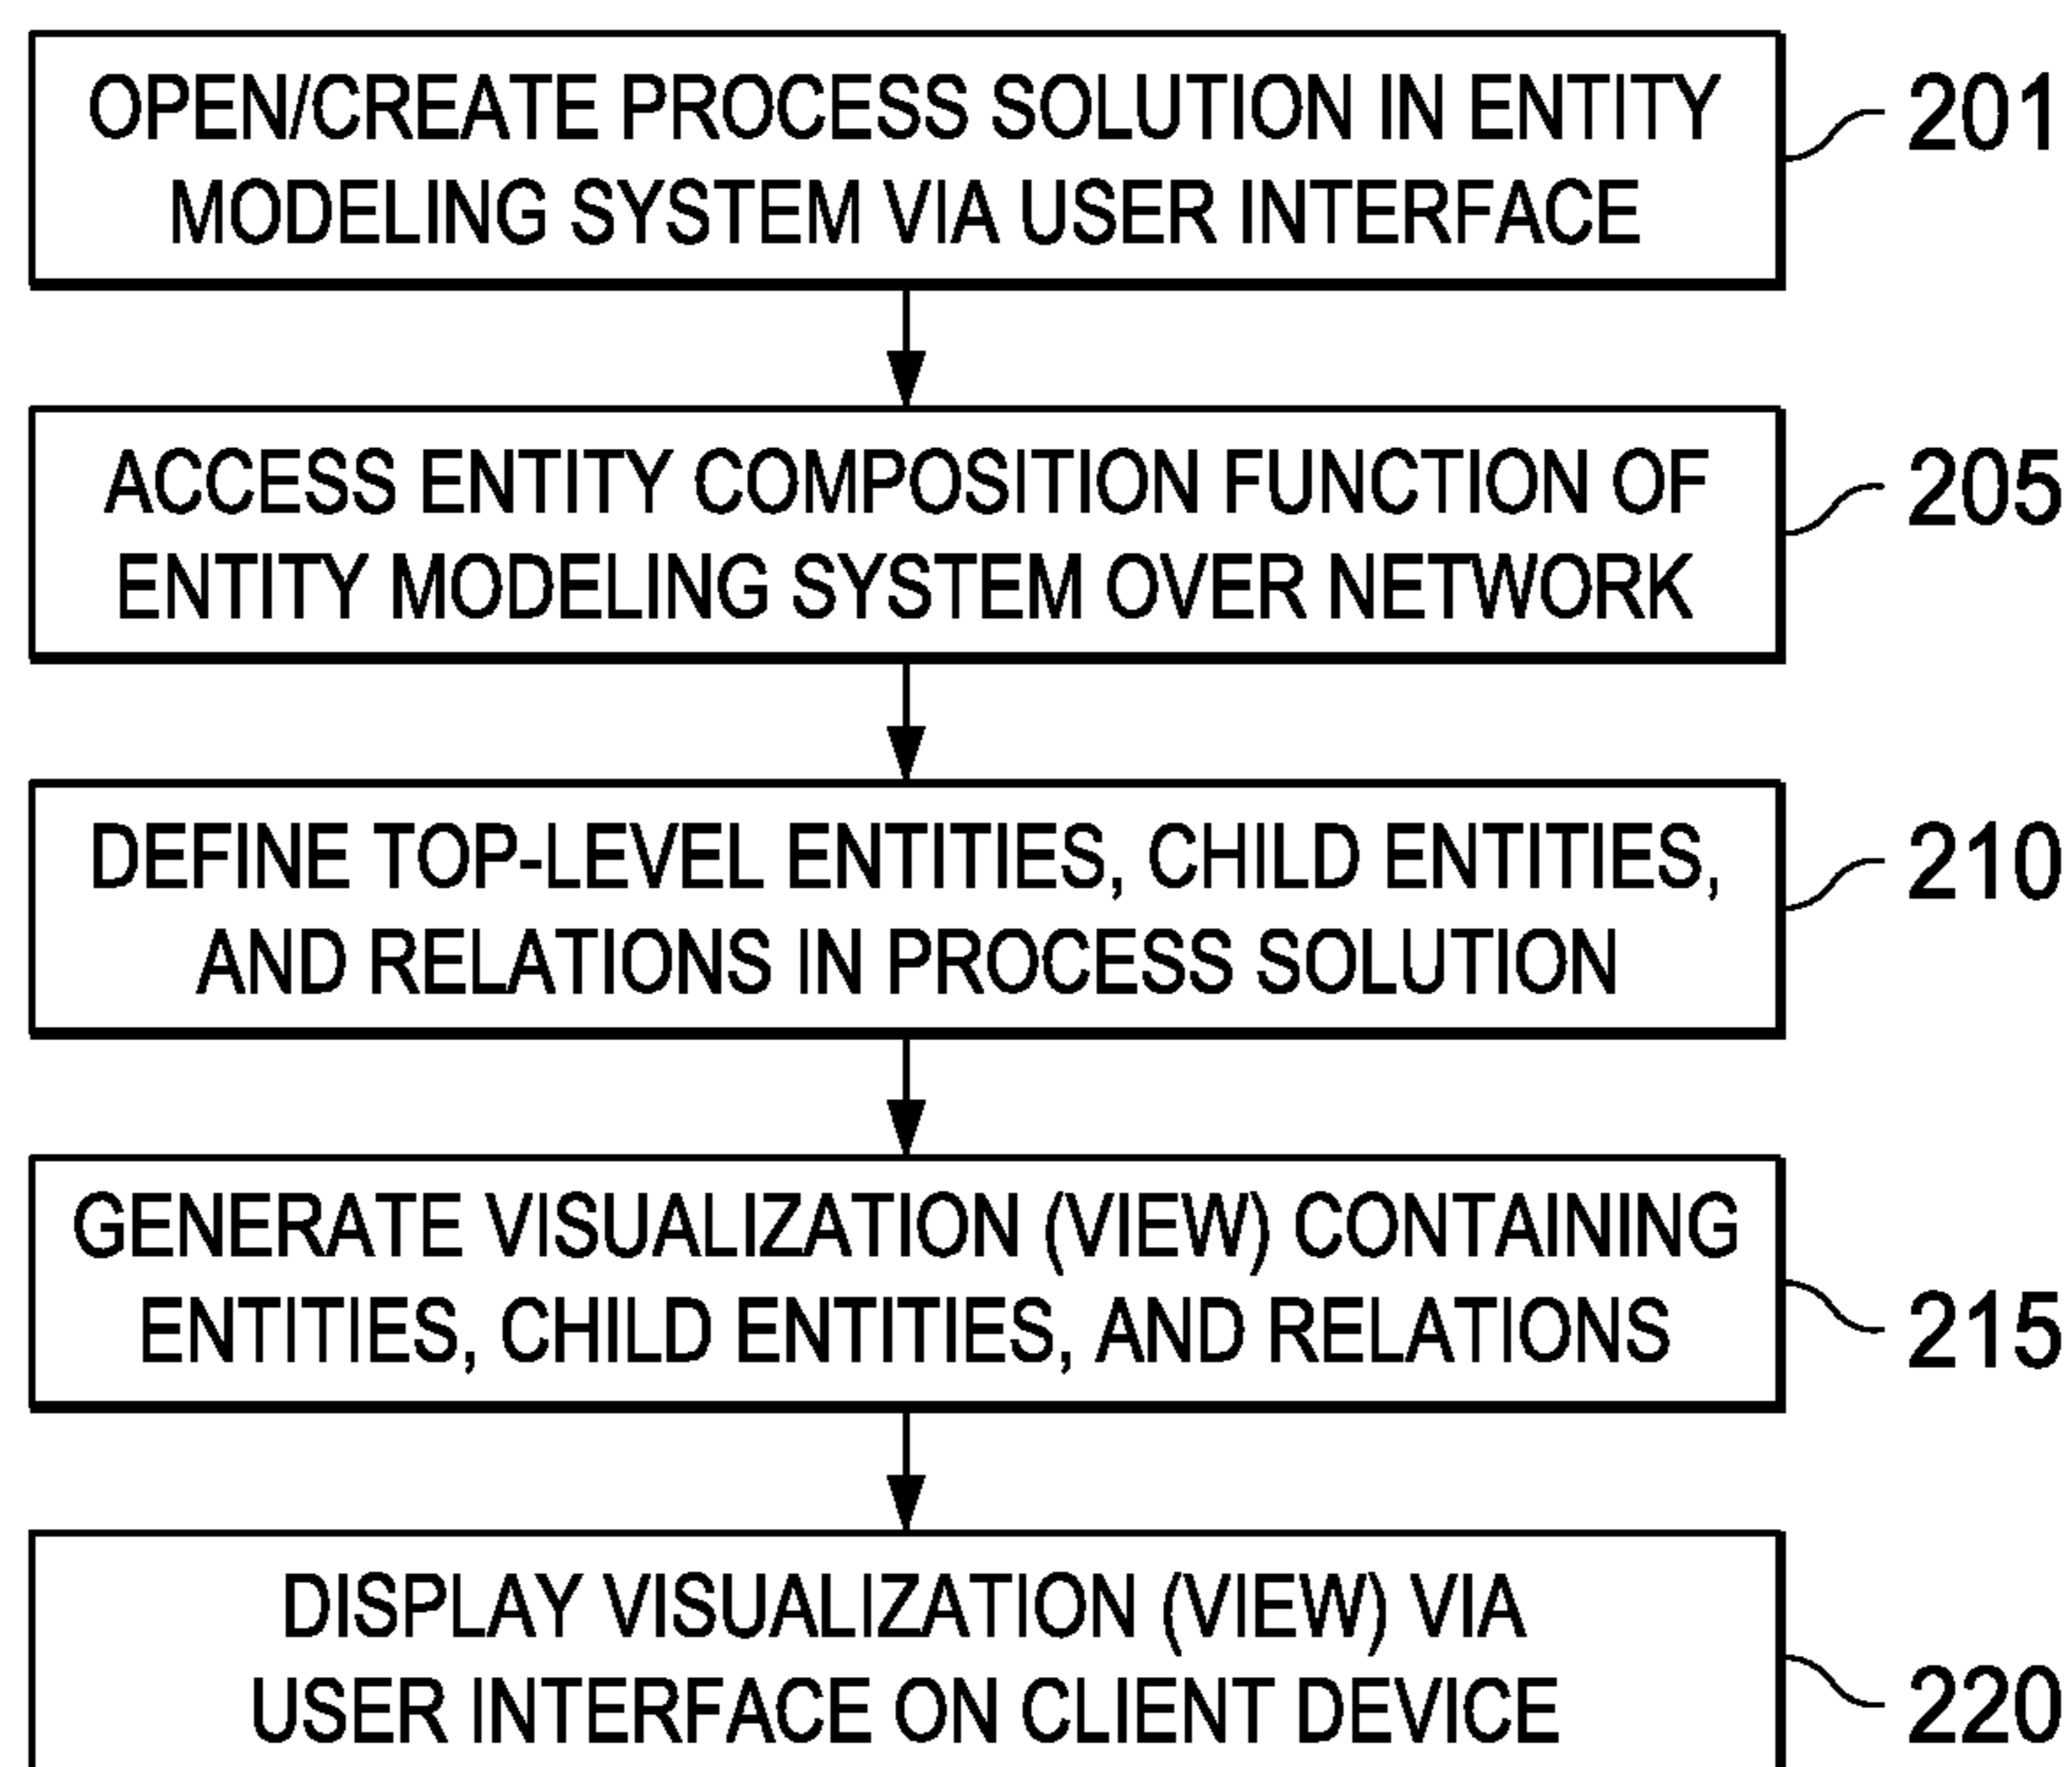 OPEN/CREATE PROCESS SOLUTION IN ENTITY
MODELING SYSTEM VIA USER INTERFACE
201
ACCESS ENTITY COMPOSITION FUNCTION OF
ENTITY MODELING SYSTEM OVER NETWORK
205
DEFINE TOP-LEVEL ENTITIES, CHILD ENTITIES,
AND RELATIONS IN PROCESS SOLUTION
210
GENERATE VISUALIZATION (VIEW) CONTAINING
ENTITIES, CHILD ENTITIES, AND RELATIONS
215
DISPLAY VISUALIZATION (VIEW) VIA
USER INTERFACE ON CLIENT DEVICE
220